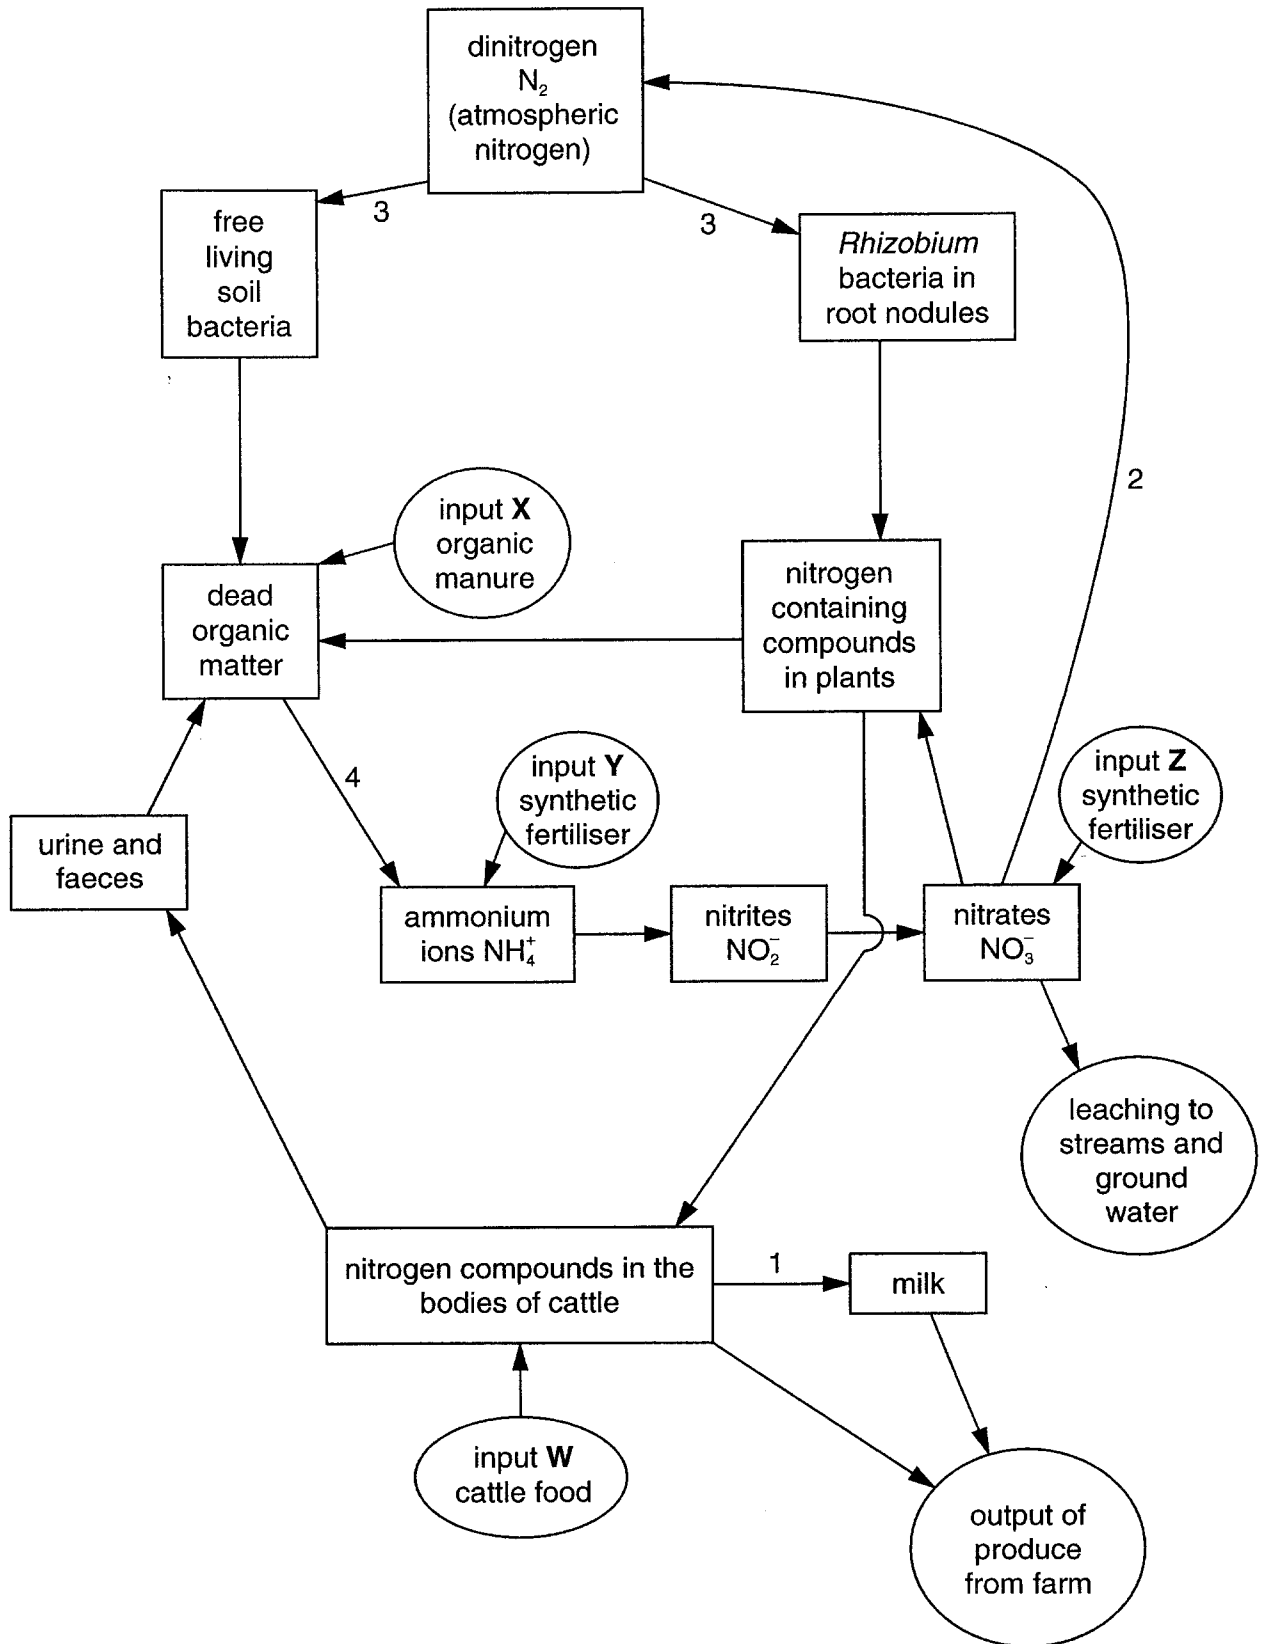 dinitrogen
N₂
(atmospheric
nitrogen)
3
3
free
living
soil
bacteria
Rhizobium
bacteria in
root nodules
2
input X
organic
manure
dead
organic
matter
nitrogen
containing
compounds
in plants
4
input Y
synthetic
fertiliser
input Z
synthetic
fertiliser
urine and
faeces
ammonium
ions NH₄⁺
nitrites
NO₂⁻
nitrates
NO₃⁻
leaching to
streams and
ground
water
nitrogen compounds in the
bodies of cattle
1
milk
input W
cattle food
output of
produce
from farm